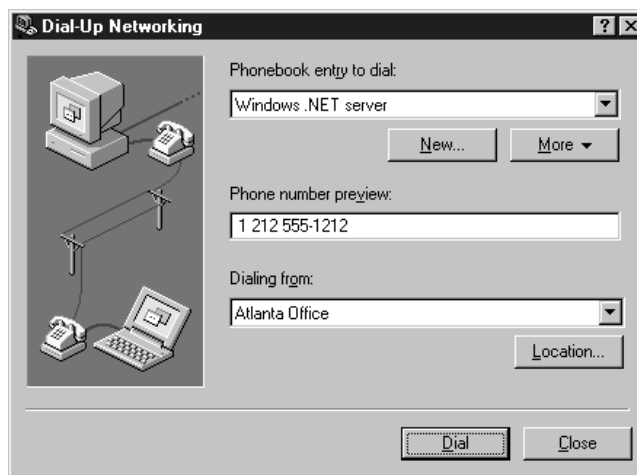 Dial-Up Networking
Phonebook entry to dial:
Windows .NET server
New...
More
Phone number preview:
1 212 555-1212
Dialing from:
Atlanta Office
Location...
Dial
Close